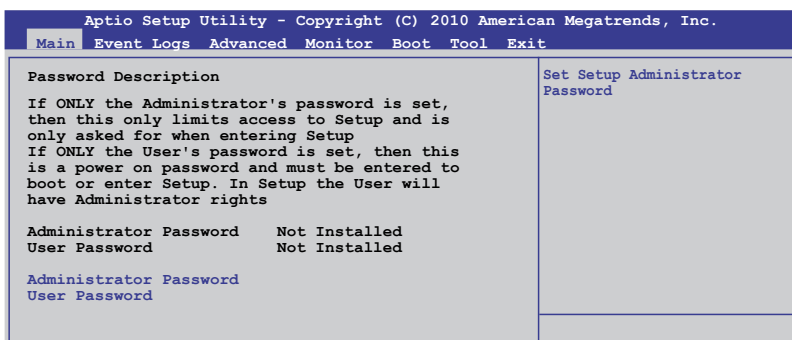 Aptio Setup Utility - Copyright (C) 2010 American Megatrends, Inc.
Main Event Logs Advanced Monitor Boot Tool Exit
Password Description
If ONLY the Administrator's password is set,
then this only limits access to Setup and is
only asked for when entering Setup
If ONLY the User's password is set, then this
is a power on password and must be entered to
boot or enter Setup. In Setup the User will
have Administrator rights
Administrator Password Not Installed
User Password Not Installed
Administrator Password
User Password
Set Setup Administrator
Password